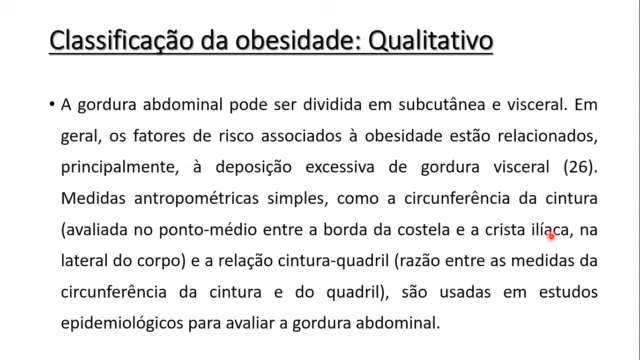 Classificação da obesidade: Qualitativo
• A gordura abdominal pode ser dividida em subcutânea e visceral. Em
geral, os fatores de risco associados à obesidade estão relacionados,
principalmente, à deposição excessiva de gordura visceral (26).
Medidas antropométricas simples, como a circunferência da cintura
(avaliada no ponto-médio entre a borda da costela e a crista ilíaca, na
lateral do corpo) e a relação cintura-quadril (razão entre as medidas da
circunferência da cintura e do quadril), são usadas em estudos
epidemiológicos para avaliar a gordura abdominal.